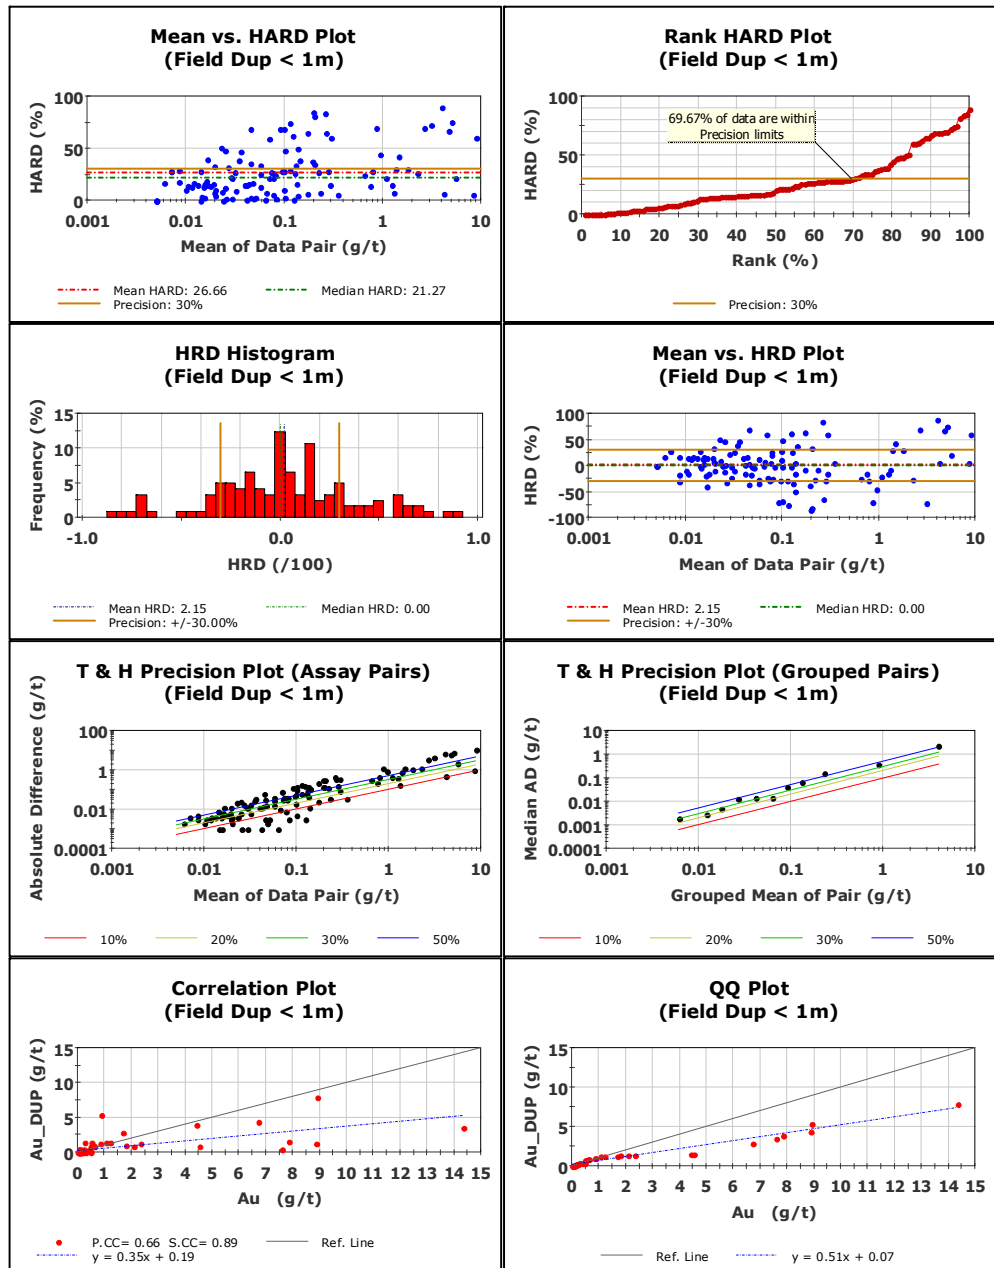 Mean vs. HARD Plot
(Field Dup < 1m)
HARD (%)
100
50
0
0.001
0.01
0.1
1
10
Mean of Data Pair (g/t)
Mean HARD: 26.66
Median HARD: 21.27
Precision: 30%
Rank HARD Plot
(Field Dup < 1m)
HARD (%)
100
50
0
69.67% of data are within
Precision limits
0
10
20
30
40
50
60
70
80
90
100
Rank (%)
Precision: 30%
HRD Histogram
(Field Dup < 1m)
Frequency (%)
15
10
5
0
-1.0
0.0
1.0
HRD (/100)
Mean HRD: 2.15
Median HRD: 0.00
Precision: +/-30.00%
Mean vs. HRD Plot
(Field Dup < 1m)
HRD (%)
100
50
0
-50
-100
0.001
0.01
0.1
1
10
Mean of Data Pair (g/t)
Mean HRD: 2.15
Median HRD: 0.00
Precision: +/-30%
T & H Precision Plot (Assay Pairs)
(Field Dup < 1m)
Absolute Difference (g/t)
100
1
0.01
0.0001
0.001
0.01
0.1
1
10
Mean of Data Pair (g/t)
10%
20%
30%
50%
T & H Precision Plot (Grouped Pairs)
(Field Dup < 1m)
Median AD (g/t)
10
1
0.1
0.01
0.001
0.0001
0.001
0.01
0.1
1
10
Grouped Mean of Pair (g/t)
10%
20%
30%
50%
Correlation Plot
(Field Dup < 1m)
Au_DUP (g/t)
15
10
5
0
0
1
2
3
4
5
6
7
8
9
10
11
12
13
14
15
Au (g/t)
P.CC= 0.66 S.CC= 0.89
Ref. Line
y = 0.35x + 0.19
QQ Plot
(Field Dup < 1m)
Au_DUP (g/t)
15
10
5
0
0
1
2
3
4
5
6
7
8
9
10
11
12
13
14
15
Au (g/t)
Ref. Line
y = 0.51x + 0.07